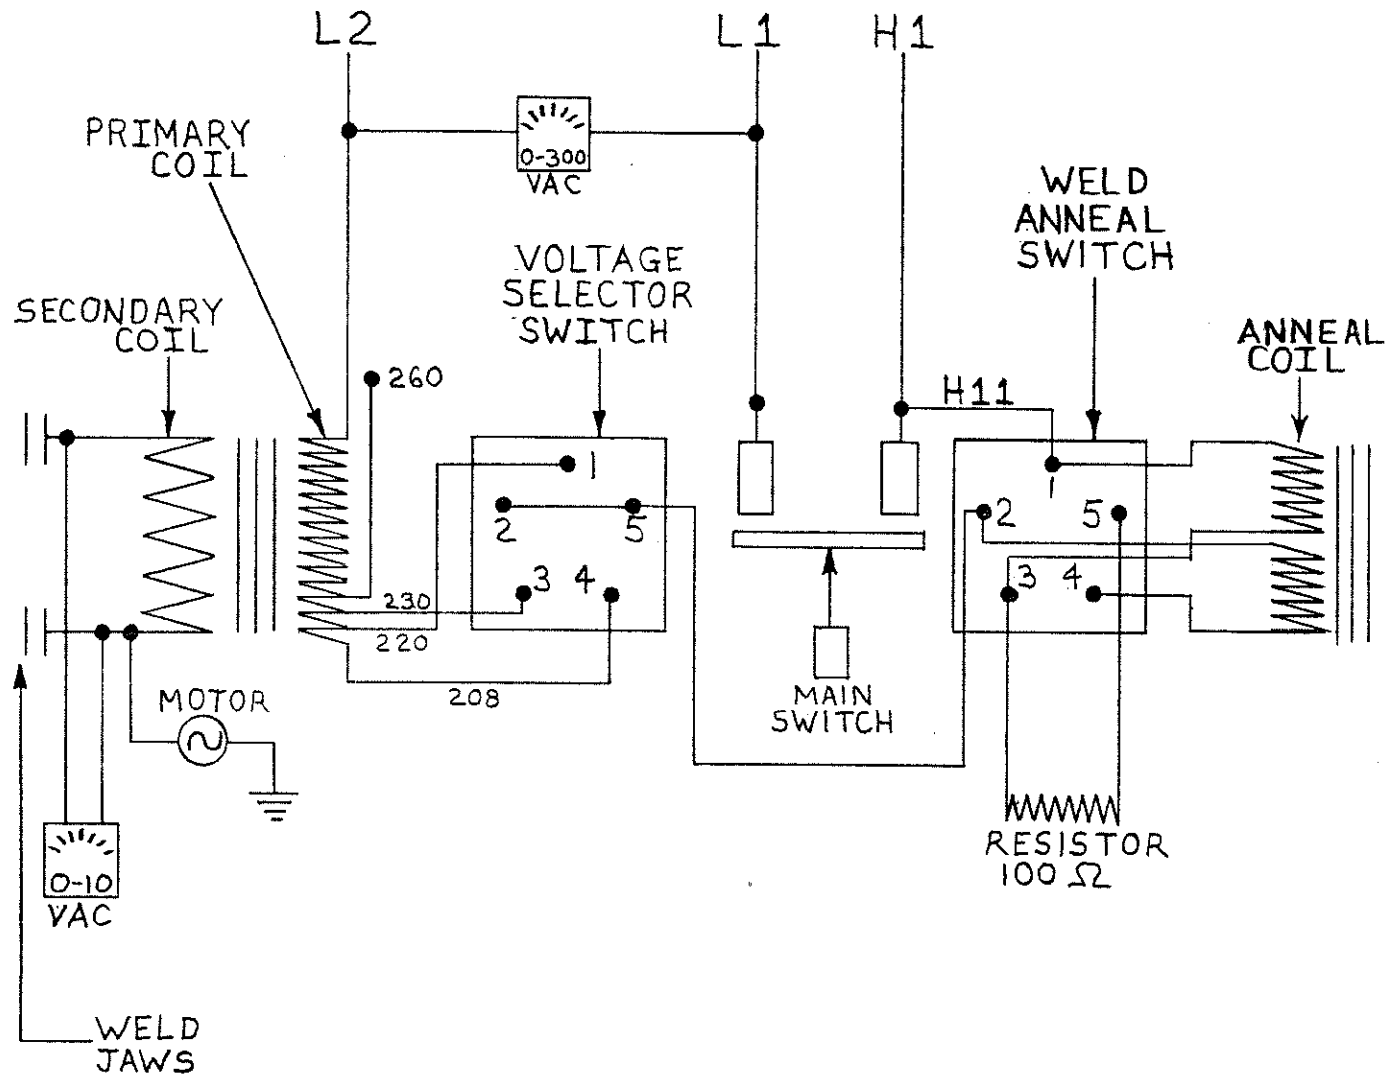 L2
L1
H1
PRIMARY
COIL
0-300
VAC
WELD
ANNEAL
SWITCH
VOLTAGE
SELECTOR
SWITCH
SECONDARY
COIL
ANNEAL
COIL
260
H11
1
2
5
3
4
1
2
5
3
4
230
220
208
MOTOR
MAIN
SWITCH
0-10
VAC
RESISTOR
100 Ω
WELD
JAWS